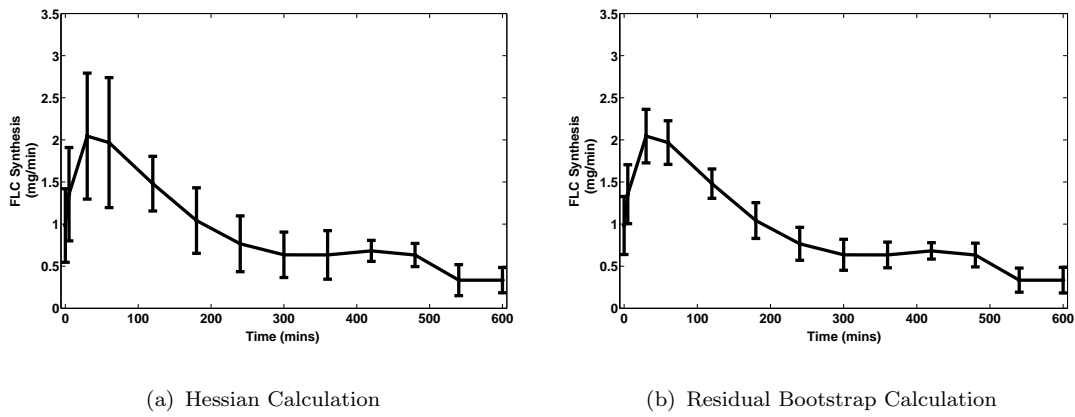 3.5
3
2.5
2
1.5
1
0.5
0
FLC Synthesis
(mg/min)
0 100 200 300 400 500 600
Time (mins)
(a) Hessian Calculation
3.5
3
2.5
2
1.5
1
0.5
0
FLC Synthesis
(mg/min)
0 100 200 300 400 500 600
Time (mins)
(b) Residual Bootstrap Calculation